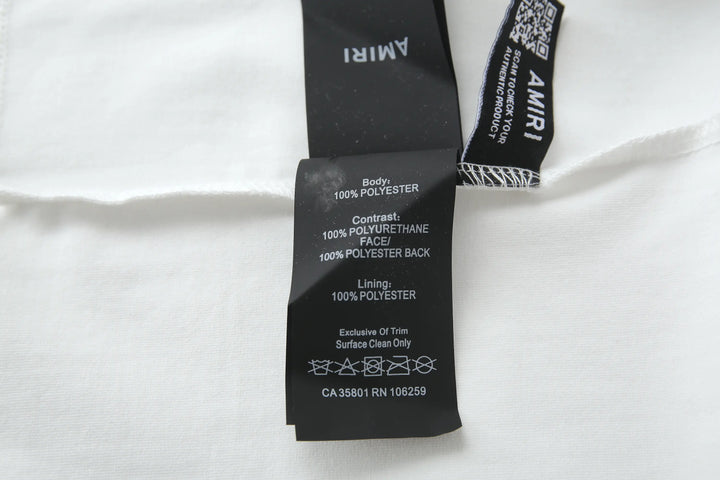 AMIRI
SCAN TO CHECK YOUR
AUTHENTIC PRODUCT
AMIRI
Body:
100% POLYESTER
Contrast:
100% POLYURETHANE
FACE/
100% POLYESTER BACK
Lining:
100% POLYESTER
Exclusive Of Trim
Surface Clean Only
CA 35801 RN 106259